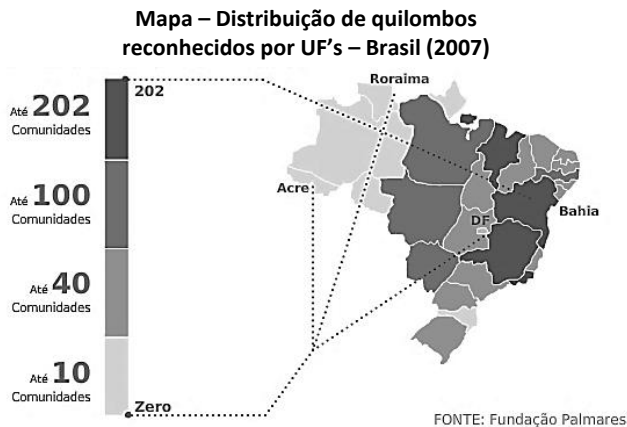 Mapa – Distribuição de quilombos
reconhecidos por UF’s – Brasil (2007)
Até 202
Comunidades
202
Até 100
Comunidades
Até 40
Comunidades
Até 10
Comunidades
Zero
Roraima
Acre
DF
Bahia
FONTE: Fundação Palmares